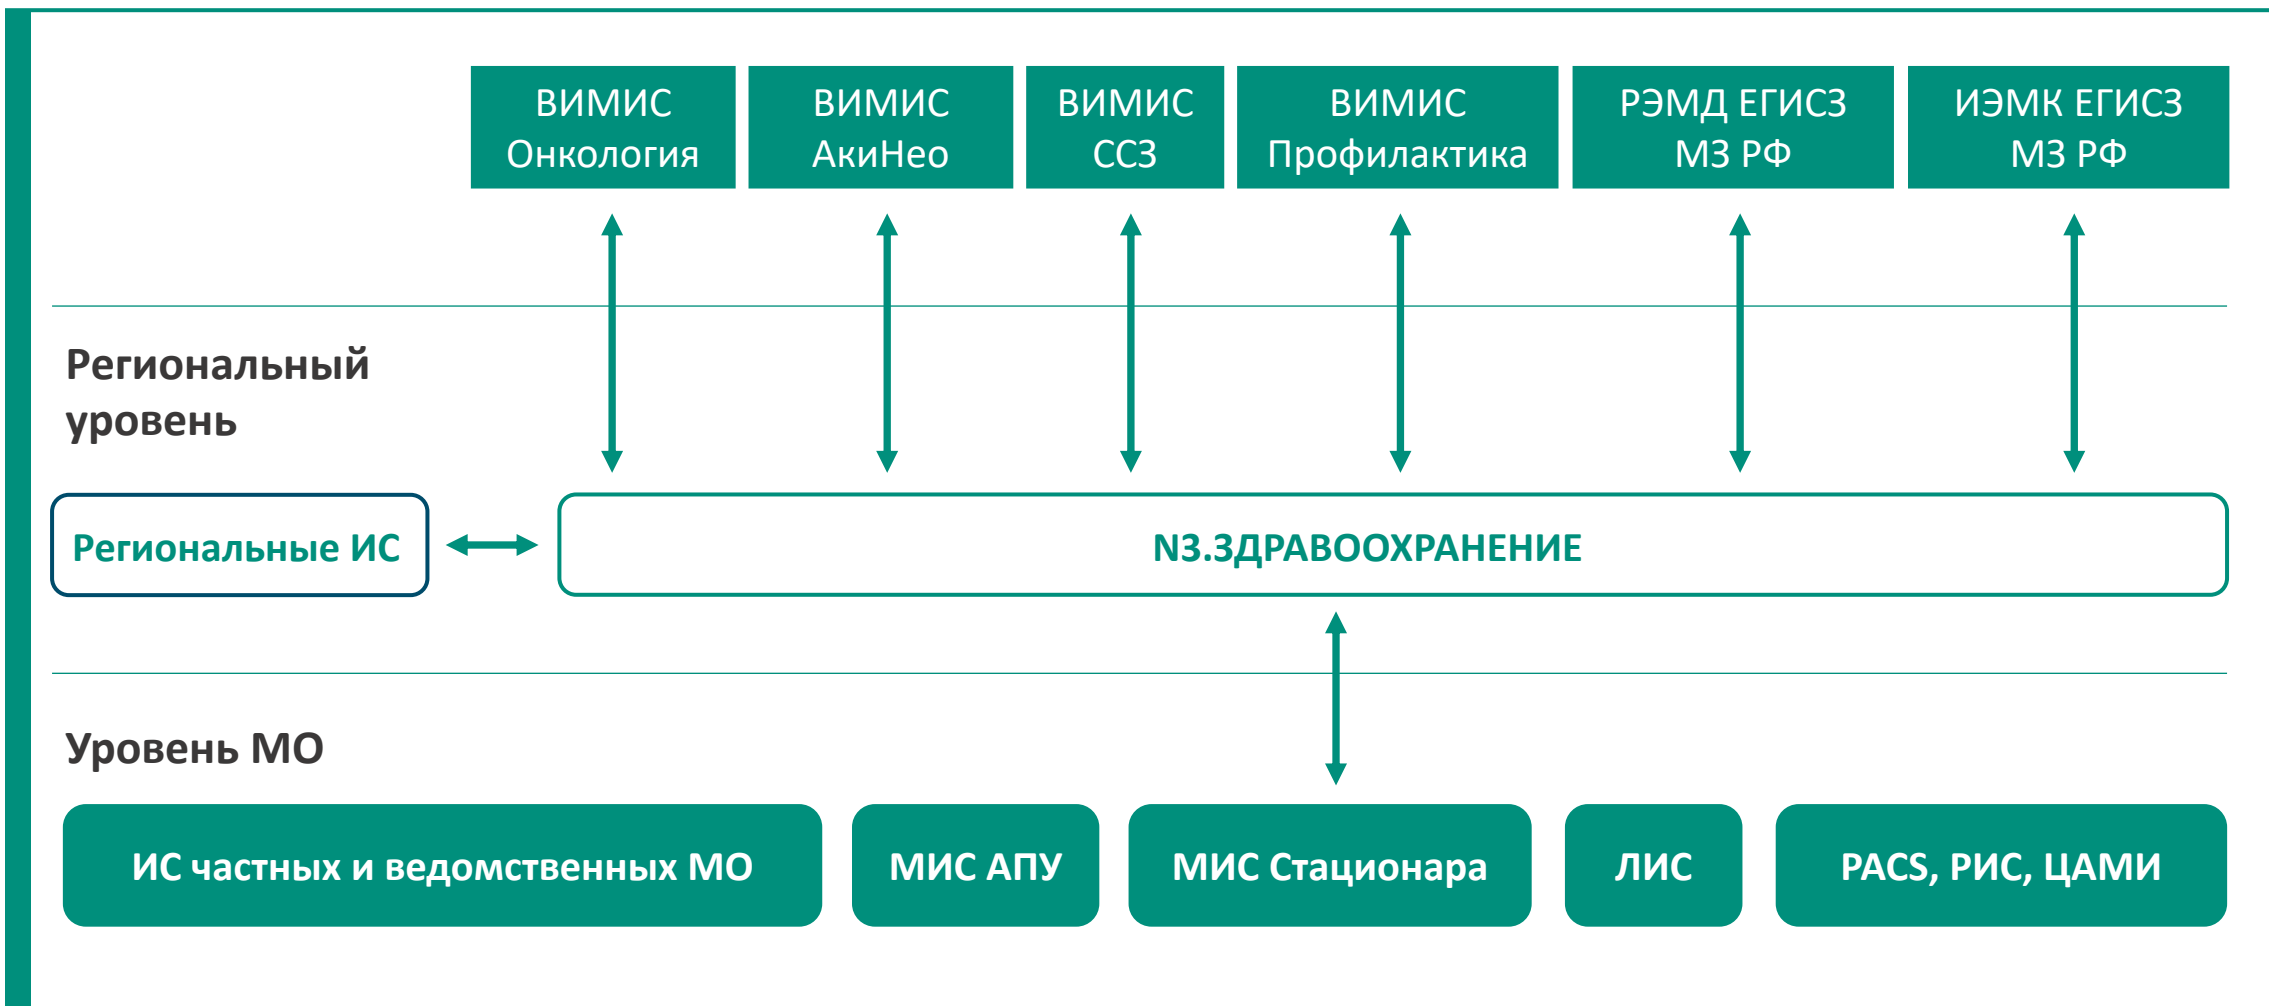 ВИМИС
Онкология
ВИМИС
АкиНео
ВИМИС
ССЗ
ВИМИС
Профилактика
РЭМД ЕГИСЗ
МЗ РФ
ИЭМК ЕГИСЗ
МЗ РФ
Региональный
уровень
Региональные ИС
N3.ЗДРАВООХРАНЕНИЕ
Уровень МО
ИС частных и ведомственных МО
МИС АПУ
МИС Стационара
ЛИС
PACS, РИС, ЦАМИ